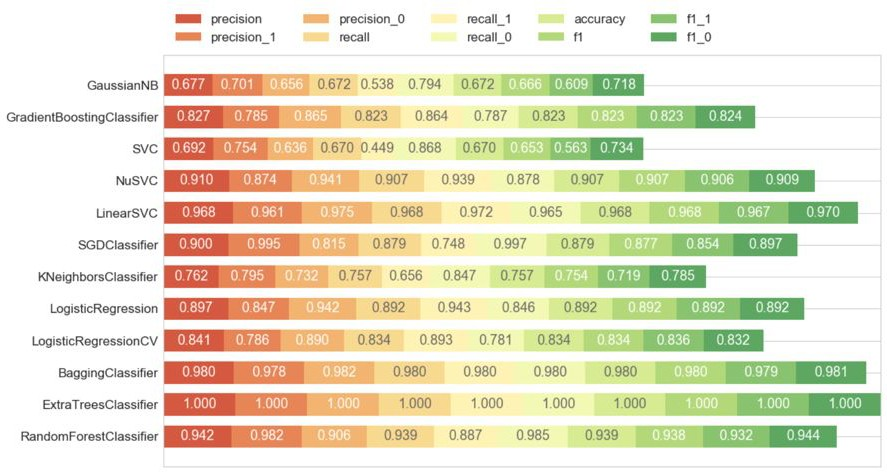 precision precision_0 recall_1 accuracy f1_1
precision_1 recall recall_0 f1 f1_0
GaussianNB 0.677 0.701 0.656 0.672 0.538 0.794 0.672 0.666 0.609 0.718
GradientBoostingClassifier 0.827 0.785 0.865 0.823 0.864 0.787 0.823 0.823 0.823 0.824
SVC 0.692 0.754 0.636 0.670 0.449 0.868 0.670 0.653 0.563 0.734
NuSVC 0.910 0.874 0.941 0.907 0.939 0.878 0.907 0.907 0.906 0.909
LinearSVC 0.968 0.961 0.975 0.968 0.972 0.965 0.968 0.968 0.967 0.970
SGDClassifier 0.900 0.995 0.815 0.879 0.748 0.997 0.879 0.877 0.854 0.897
KNeighborsClassifier 0.762 0.795 0.732 0.757 0.656 0.847 0.757 0.754 0.719 0.785
LogisticRegression 0.897 0.847 0.942 0.892 0.943 0.846 0.892 0.892 0.892 0.892
LogisticRegressionCV 0.841 0.786 0.890 0.834 0.893 0.781 0.834 0.834 0.836 0.832
BaggingClassifier 0.980 0.978 0.982 0.980 0.980 0.980 0.980 0.980 0.979 0.981
ExtraTreesClassifier 1.000 1.000 1.000 1.000 1.000 1.000 1.000 1.000 1.000 1.000
RandomForestClassifier 0.942 0.982 0.906 0.939 0.887 0.985 0.939 0.938 0.932 0.944